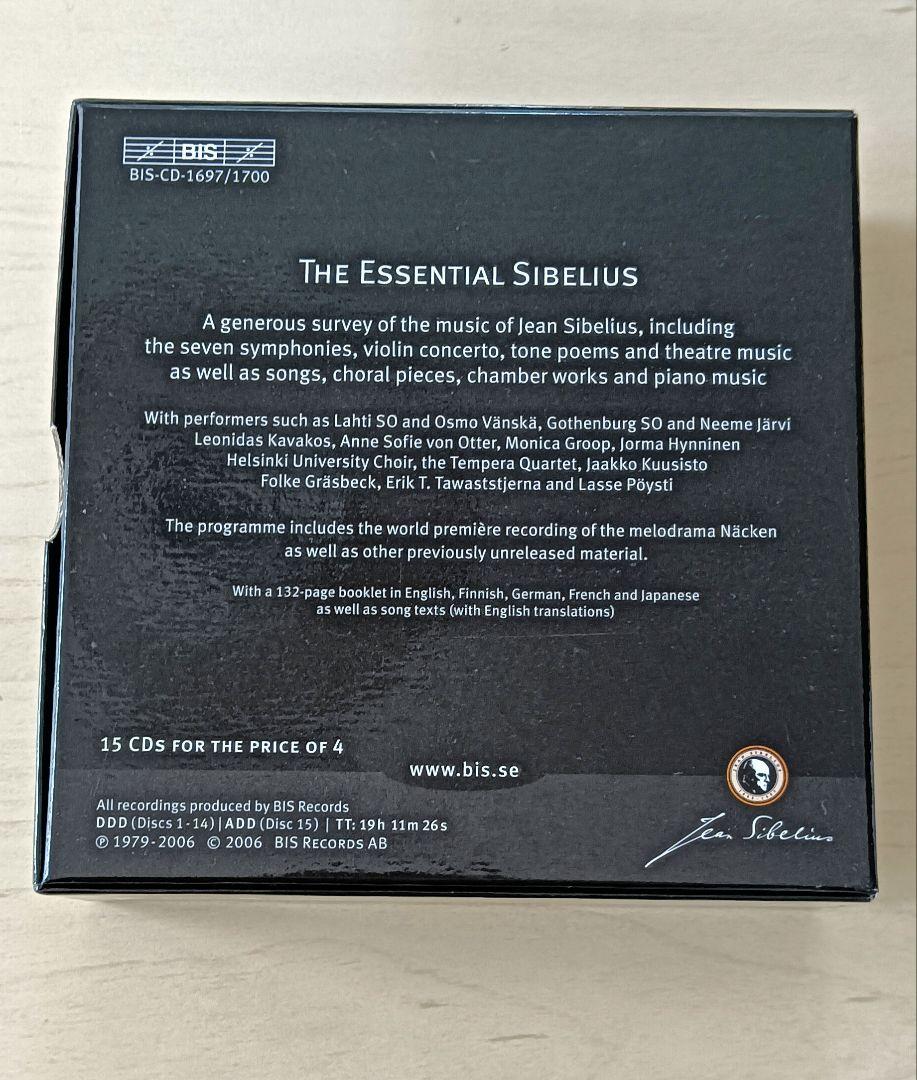 BIS
BIS-CD-1697/1700
THE ESSENTIAL SIBELIUS
A generous survey of the music of Jean Sibelius, including
the seven symphonies, violin concerto, tone poems and theatre music
as well as songs, choral pieces, chamber works and piano music
With performers such as Lahti SO and Osmo Vänskä, Gothenburg SO and Neeme Järvi
Leonidas Kavakos, Anne Sofie von Otter, Monica Groop, Jorma Hynninen
Helsinki University Choir, the Tempera Quartet, Jaakko Kuusisto
Folke Gräsbeck, Erik T. Tawaststjerna and Lasse Pöysti
The programme includes the world première recording of the melodrama Näcken
as well as other previously unreleased material.
With a 132-page booklet in English, Finnish, German, French and Japanese
as well as song texts (with English translations)
15 CDS FOR THE PRICE OF 4
www.bis.se
All recordings produced by BIS Records
DDD (Discs 1-14) | ADD (Disc 15) | TT: 19h 11m 26s
℗ 1979-2006 © 2006 BIS RECORDS AB
Jean Sibelius